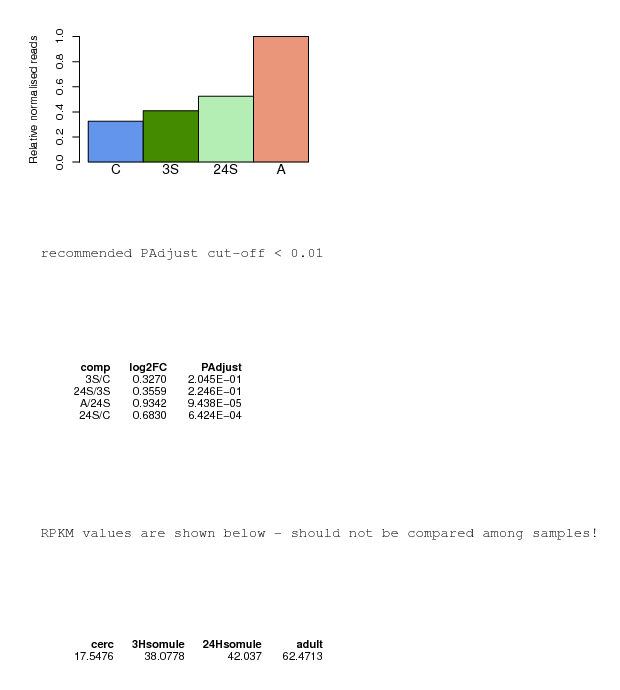 Relative normalised reads
1.0
0.8
0.6
0.4
0.2
0.0
C 3S 24S A
recommended PAdjust cut-off < 0.01
comp log2FC PAdjust
3S/C 0.3270 2.045E-01
24S/3S 0.3559 2.246E-01
A/24S 0.9342 9.438E-05
24S/C 0.6830 6.424E-04
RPKM values are shown below - should not be compared among samples!
cerc 3Hsomule 24Hsomule adult
17.5476 38.0778 42.037 62.4713